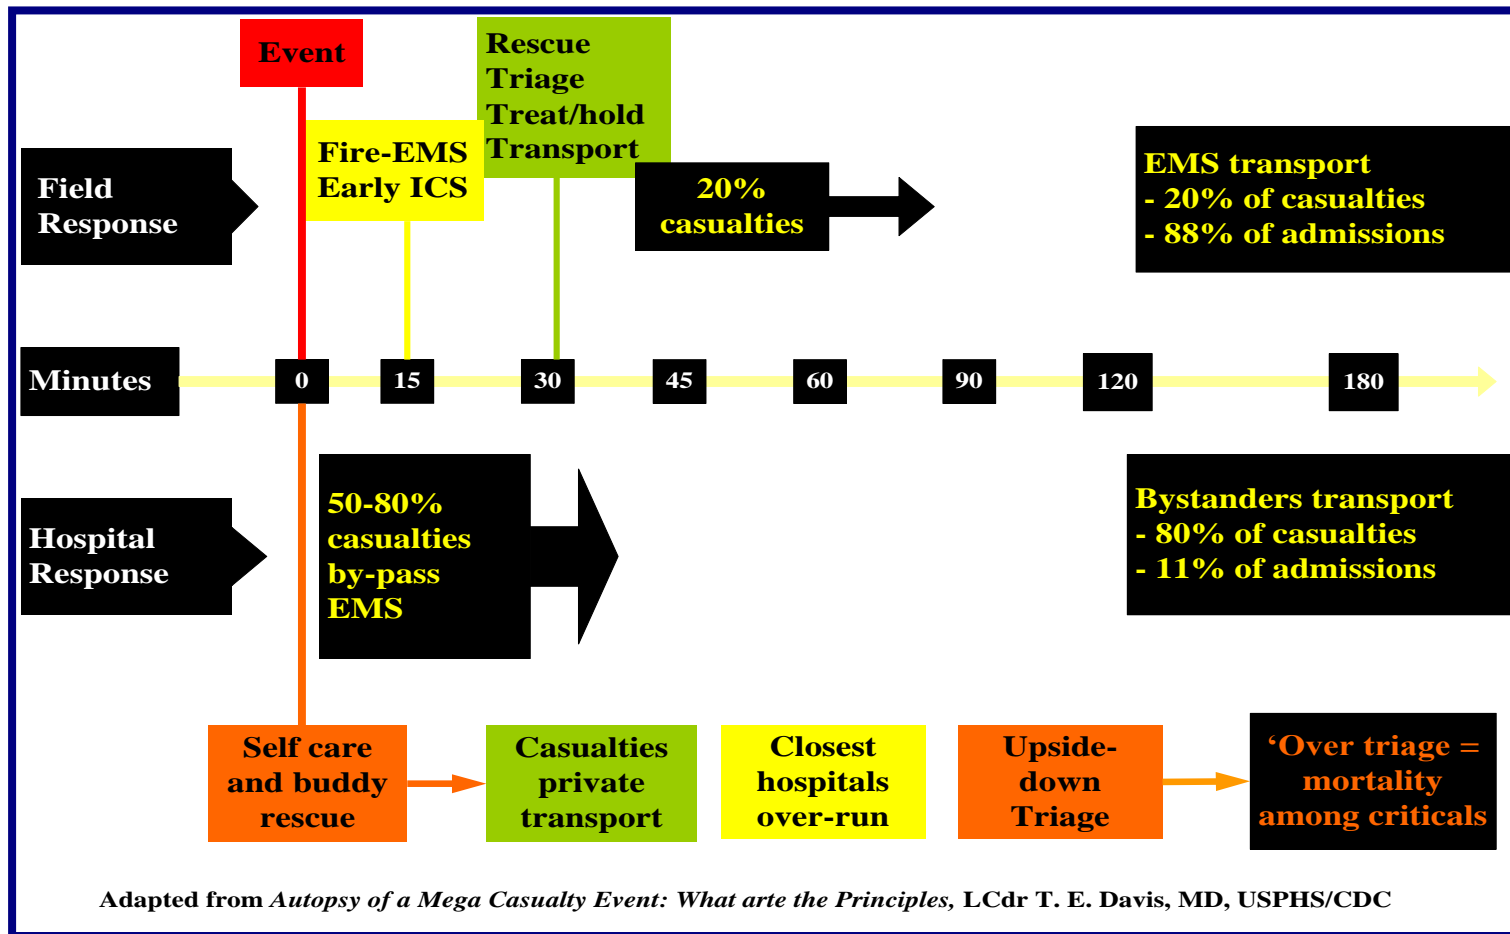 Event
Rescue
Triage
Treat/hold
Transport
Fire-EMS
Early ICS
Field
Response
20%
casualties
EMS transport
- 20% of casualties
- 88% of admissions
Minutes
0
15
30
45
60
90
120
180
Hospital
Response
50-80%
casualties
by-pass
EMS
Bystanders transport
- 80% of casualties
- 11% of admissions
Self care
and buddy
rescue
Casualties
private
transport
Closest
hospitals
over-run
Upside-
down
Triage
‘Over triage =
mortality
among criticals
Adapted from Autopsy of a Mega Casualty Event: What arte the Principles, LCdr T. E. Davis, MD, USPHS/CDC